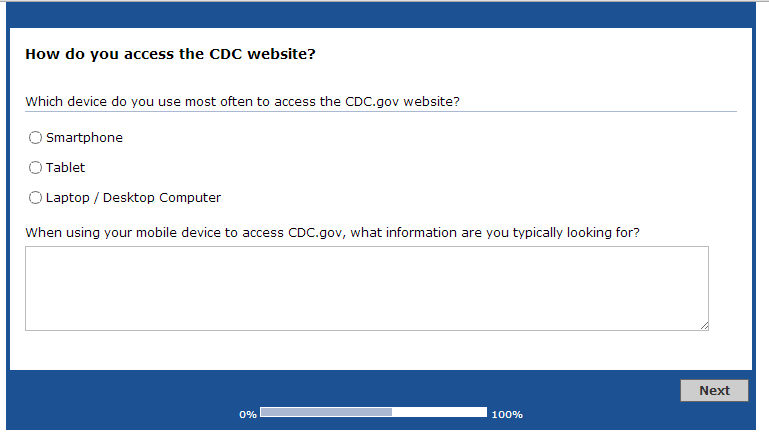 How do you access the CDC website?
Which device do you use most often to access the CDC.gov website?
Smartphone
Tablet
Laptop / Desktop Computer
When using your mobile device to access CDC.gov, what information are you typically looking for?
Next
0% 100%